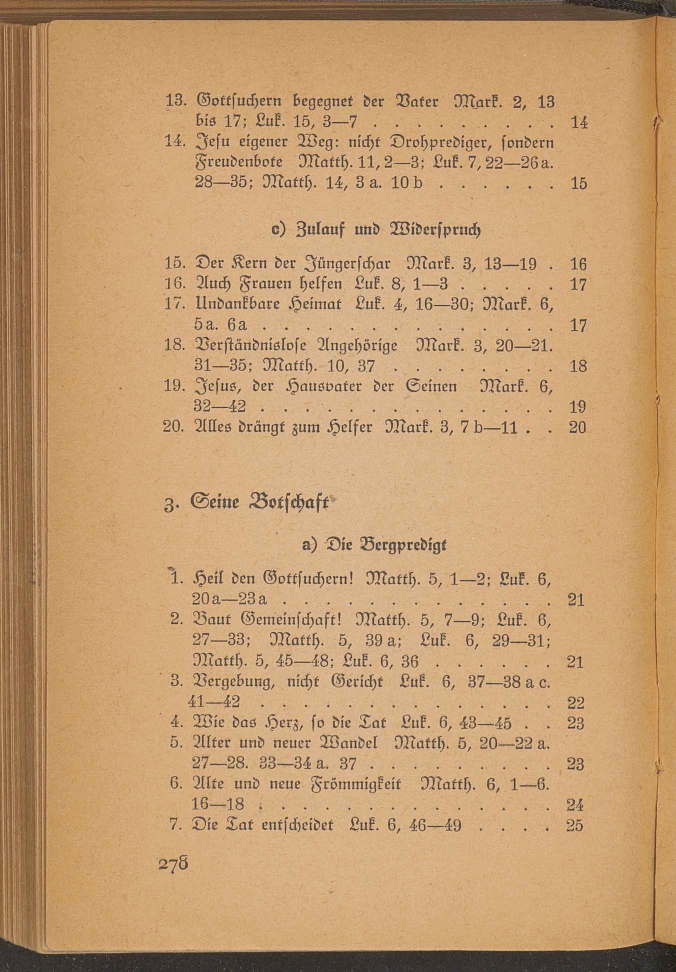 13. Gottsuchern begegnet der Vater Mark. 2, 13
bis 17; Luk. 15, 3—7 . . . . . . . . . . 14
14. Jesu eigener Weg: nicht Drohprediger, sondern
Freudenbote Matth. 11, 2—3; Luk. 7, 22—26 a.
28—35; Matth. 14, 3 a. 10 b . . . . . . 15
c) Zulauf und Widerspruch
15. Der Kern der Jüngerschar Mark. 3, 13—19 . 16
16. Auch Frauen helfen Luk. 8, 1—3 . . . . . 17
17. Undankbare Heimat Luk. 4, 16—30; Mark. 6,
5 a. 6 a . . . . . . . . . . . . . . 17
18. Verständnislose Angehörige Mark. 3, 20—21.
31—35; Matth. 10, 37 . . . . . . . . 18
19. Jesus, der Hausvater der Seinen Mark. 6,
32—42 . . . . . . . . . . . . . . 19
20. Alles drängt zum Helfer Mark. 3, 7 b—11 . . 20
3. Seine Botschaft
a) Die Bergpredigt
1. Heil den Gottsuchern! Matth. 5, 1—2; Luk. 6,
20 a—23 a . . . . . . . . . . . . . 21
2. Baut Gemeinschaft! Matth. 5, 7—9; Luk. 6,
27—33; Matth. 5, 39 a; Luk. 6, 29—31;
Matth. 5, 45—48; Luk. 6, 36 . . . . . . 21
3. Vergebung, nicht Gericht Luk. 6, 37—38 a c.
41—42 . . . . . . . . . . . . . . 22
4. Wie das Herz, so die Tat Luk. 6, 43—45 . . 23
5. Alter und neuer Wandel Matth. 5, 20—22 a.
27—28. 33—34 a. 37 . . . . . . . . . 23
6. Alte und neue Frömmigkeit Matth. 6, 1—6.
16—18 . . . . . . . . . . . . . . 24
7. Die Tat entscheidet Luk. 6, 46—49 . . . . 25
278